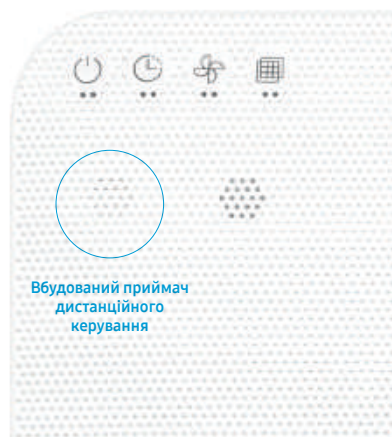 Вбудований приймач
дистанційного
керування